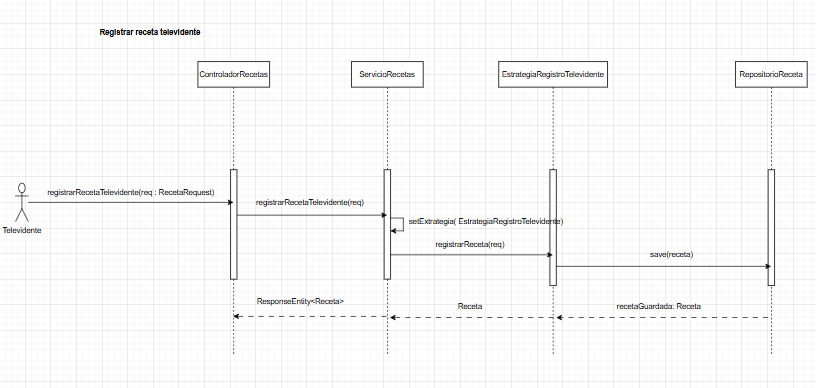 Registrar receta televidente
ControladorRecetas
ServicioRecetas
EstrategiaRegistroTelevidente
RepositorioReceta
registrarRecetaTelevidente(req : RecetaRequest)
Televidente
registrarRecetaTelevidente(req)
setExtrategia( EstrategiaRegistroTelevidente)
registrarReceta(req)
save(receta)
ResponseEntity<Receta>
Receta
recetaGuardada: Receta